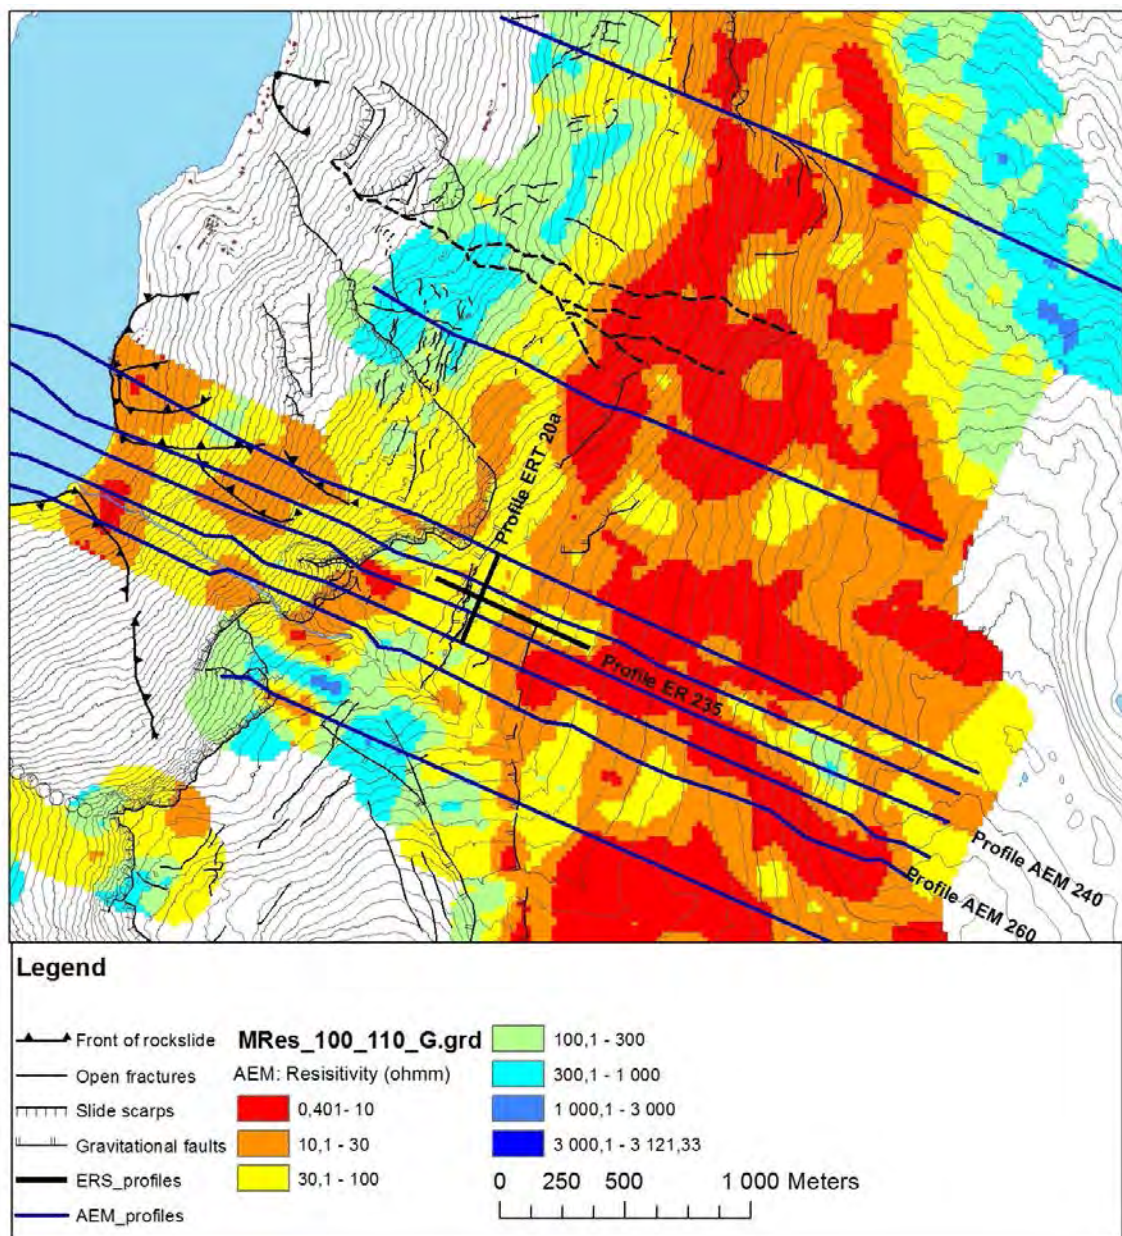 Profile ERT 20a
Profile ER 235
Profile AEM 240
Profile AEM 260
Legend
Front of rockslide
Open fractures
Slide scarps
Gravitational faults
ERS_profiles
AEM_profiles
MRes_100_110_G.grd
AEM: Resisitivity (ohmm)
0,401- 10
10,1 - 30
30,1 - 100
100,1 - 300
300,1 - 1 000
1 000,1 - 3 000
3 000,1 - 3 121,33
0 250 500 1 000 Meters